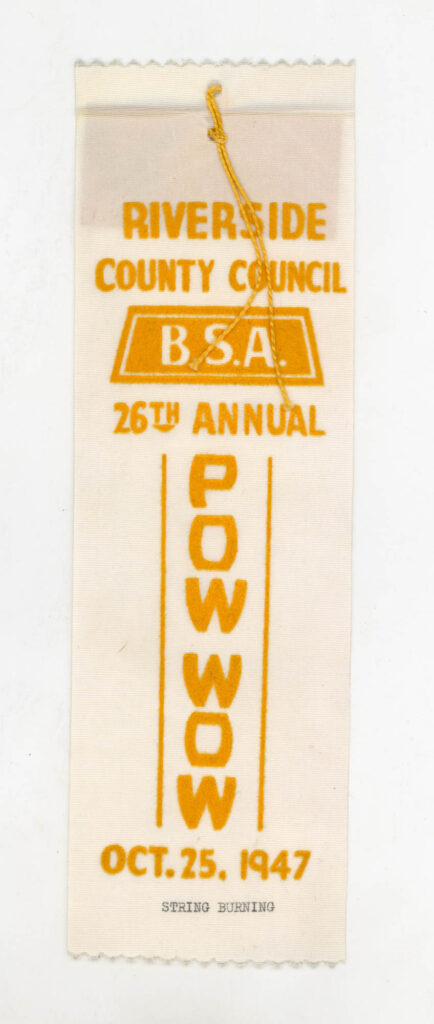 RIVERSIDE
COUNTY COUNCIL
B.S.A.
26TH ANNUAL
POW WOW
OCT. 25, 1947
STRING BURNING